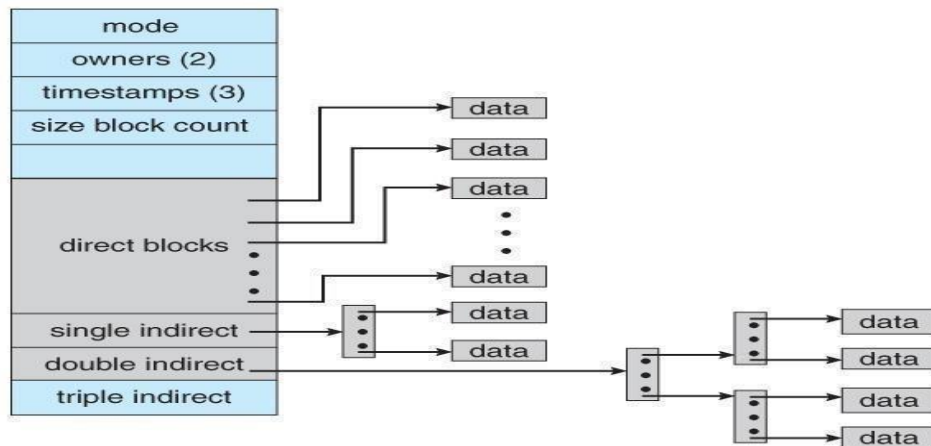 mode
owners (2)
timestamps (3)
size block count
direct blocks
single indirect
double indirect
triple indirect
data
data
data
data
data
data
data
data
data
data